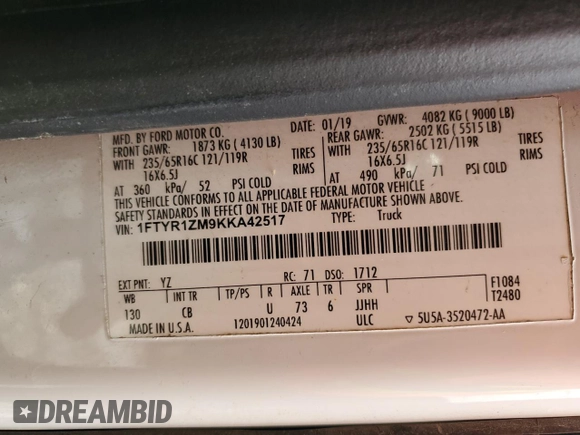 MFD. BY FORD MOTOR CO. DATE: 01/19 GVWR: 4082 KG ( 9000 LB)
FRONT GAWR: 1873 KG ( 4130 LB) REAR GAWR: 2502 KG ( 5515 LB)
WITH 235/65R16C 121/119R TIRES WITH 235/65R16C 121/119R TIRES
16X6.5J RIMS 16X6.5J RIMS
AT 360 kPa/ 52 PSI COLD AT 490 kPa/ 71 PSI COLD
THIS VEHICLE CONFORMS TO ALL APPLICABLE FEDERAL MOTOR VEHICLE
SAFETY STANDARDS IN EFFECT ON THE DATE OF MANUFACTURE SHOWN ABOVE.
VIN: 1FTYR1ZM9KKA42517 TYPE: Truck
EXT PNT: YZ RC: 71 DSO: 1712 F1084
WB INT TR TP/PS R AXLE TR SPR T2480
130 CB U 73 6 JJHH
MADE IN U.S.A. 1201901240424 ULC ▽ 5U5A-3520472-AA
DREAMBID